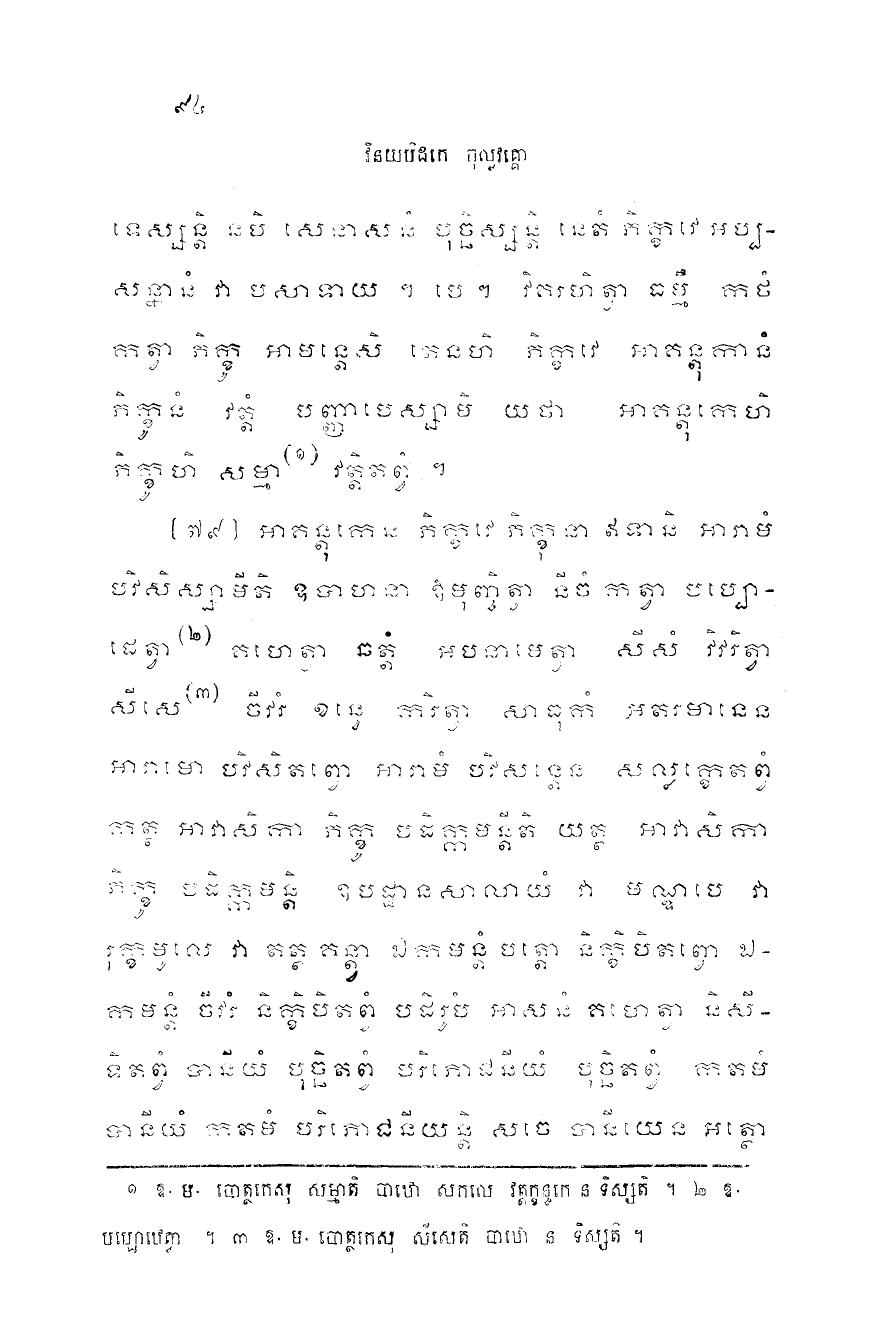 ៩៤
វិនយបិដកេ ចុល្លវគ្គោ
ទេស្សន្តិ នបិ សេនាសនំ បុច្ឆិស្សន្តិ នេតំ ភិក្ខវេ អប្ប-
សន្នានំ វា បសាទាយ ។ បេ ។ វិគរហិត្វា ធម្មឹ កថំ
កត្វា ភិក្ខូ អាមន្តេសិ តេនហិ ភិក្ខវេ អាគន្តុកានំ
ភិក្ខូនំ វត្តំ បញ្ញាបេស្សាមិ យថា អាគន្តុកេហិ
ភិក្ខូហិ សម្មា(១) វត្តិតព្វំ ។
[៧៩] អាគន្តុកេន ភិក្ខវេ ភិក្ខុនា ឥទានិ អារាមំ
បវិសិស្សាមីតិ ឧបាហនា ឱមុញ្ចិត្វា នីចំ កត្វា បប្បោ-
ដេត្វា(២) គហេត្វា ឆត្តំ អបនាមេត្វា សីសំ វិវរិត្វា
សីសេ(៣) ចីវរំ ខន្ធេ ការិត្វា សាធុកំ អតរមានេន
អារាមោ បវិសិតព្វោ អារាមំ បវិសន្តេន សល្លក្ខេតព្វំ
កត្ថ អាវាសិកា ភិក្ខូ បដិក្កមន្តីតិ យត្ថ អាវាសិកា
ភិក្ខូ បដិក្កមន្តិ ឧបដ្ឋានសាលាយំ វា មណ្ឌបេ វា
រុក្ខមូលេ វា តត្ថ គន្ត្វា ឯកមន្តំ បត្តោ និក្ខិបិតព្វោ ឯ-
កមន្តំ ចីវរំ និក្ខិបិតព្វំ បដិរូបំ អាសនំ គហេត្វា និសី-
ទិតព្វំ បានីយំ បុច្ឆិតព្វំ បរិភោជនីយំ បុច្ឆិតព្វំ កតមំ
បានីយំ កតមំ បរិភោជនីយន្តិ សចេ បានីយេន អត្ថោ
១ ឱ. ម. បោត្ថកេសុ សម្មាតិ បាឋោ សកលេ វត្តក្ខន្ធកេ ន ទិស្សតិ ។ ២ ឱ.
បប្ផោឋេត្វា ។ ៣ ឱ. ម. បោត្ថកេសុ សីសេតិ បាឋោ ន ទិស្សតិ ។